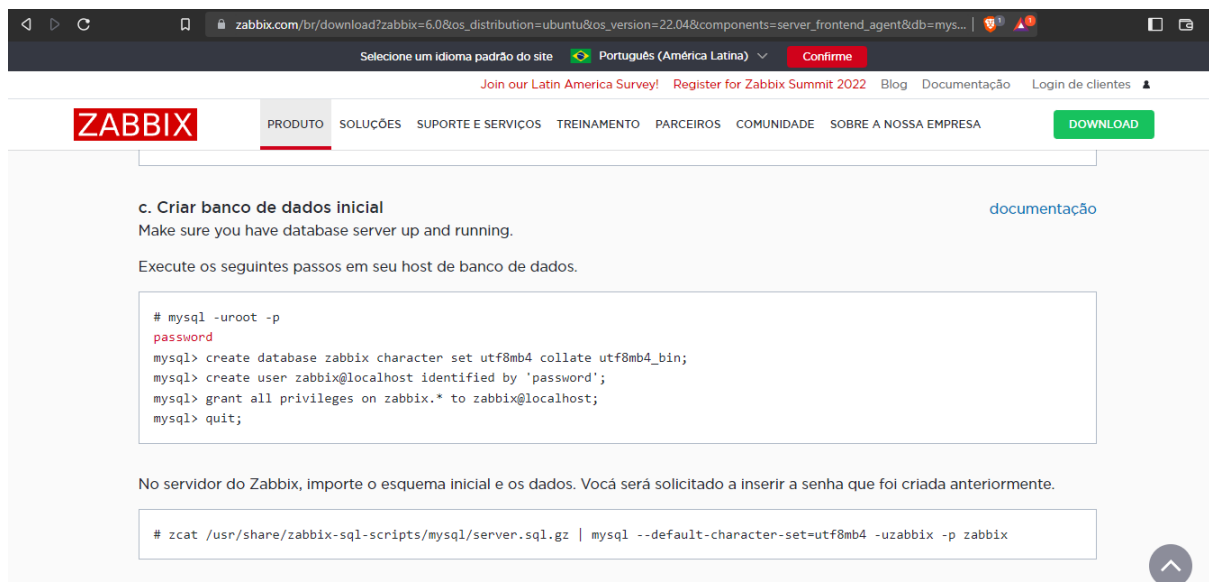 zabbix.com/br/download?zabbix=6.0&os_distribution=ubuntu&os_version=22.04&components=server_frontend_agent&db=mys...
1
1
Selecione um idioma padrão do site Português (América Latina) Confirme
Join our Latin America Survey! Register for Zabbix Summit 2022 Blog Documentação Login de clientes
ZABBIX PRODUTO SOLUÇÕES SUPORTE E SERVIÇOS TREINAMENTO PARCEIROS COMUNIDADE SOBRE A NOSSA EMPRESA DOWNLOAD
c. Criar banco de dados inicial documentação
Make sure you have database server up and running.
Execute os seguintes passos em seu host de banco de dados.
# mysql -uroot -p
password
mysql> create database zabbix character set utf8mb4 collate utf8mb4_bin;
mysql> create user zabbix@localhost identified by 'password';
mysql> grant all privileges on zabbix.* to zabbix@localhost;
mysql> quit;
No servidor do Zabbix, importe o esquema inicial e os dados. Vocá será solicitado a inserir a senha que foi criada anteriormente.
# zcat /usr/share/zabbix-sql-scripts/mysql/server.sql.gz | mysql --default-character-set=utf8mb4 -uzabbix -p zabbix